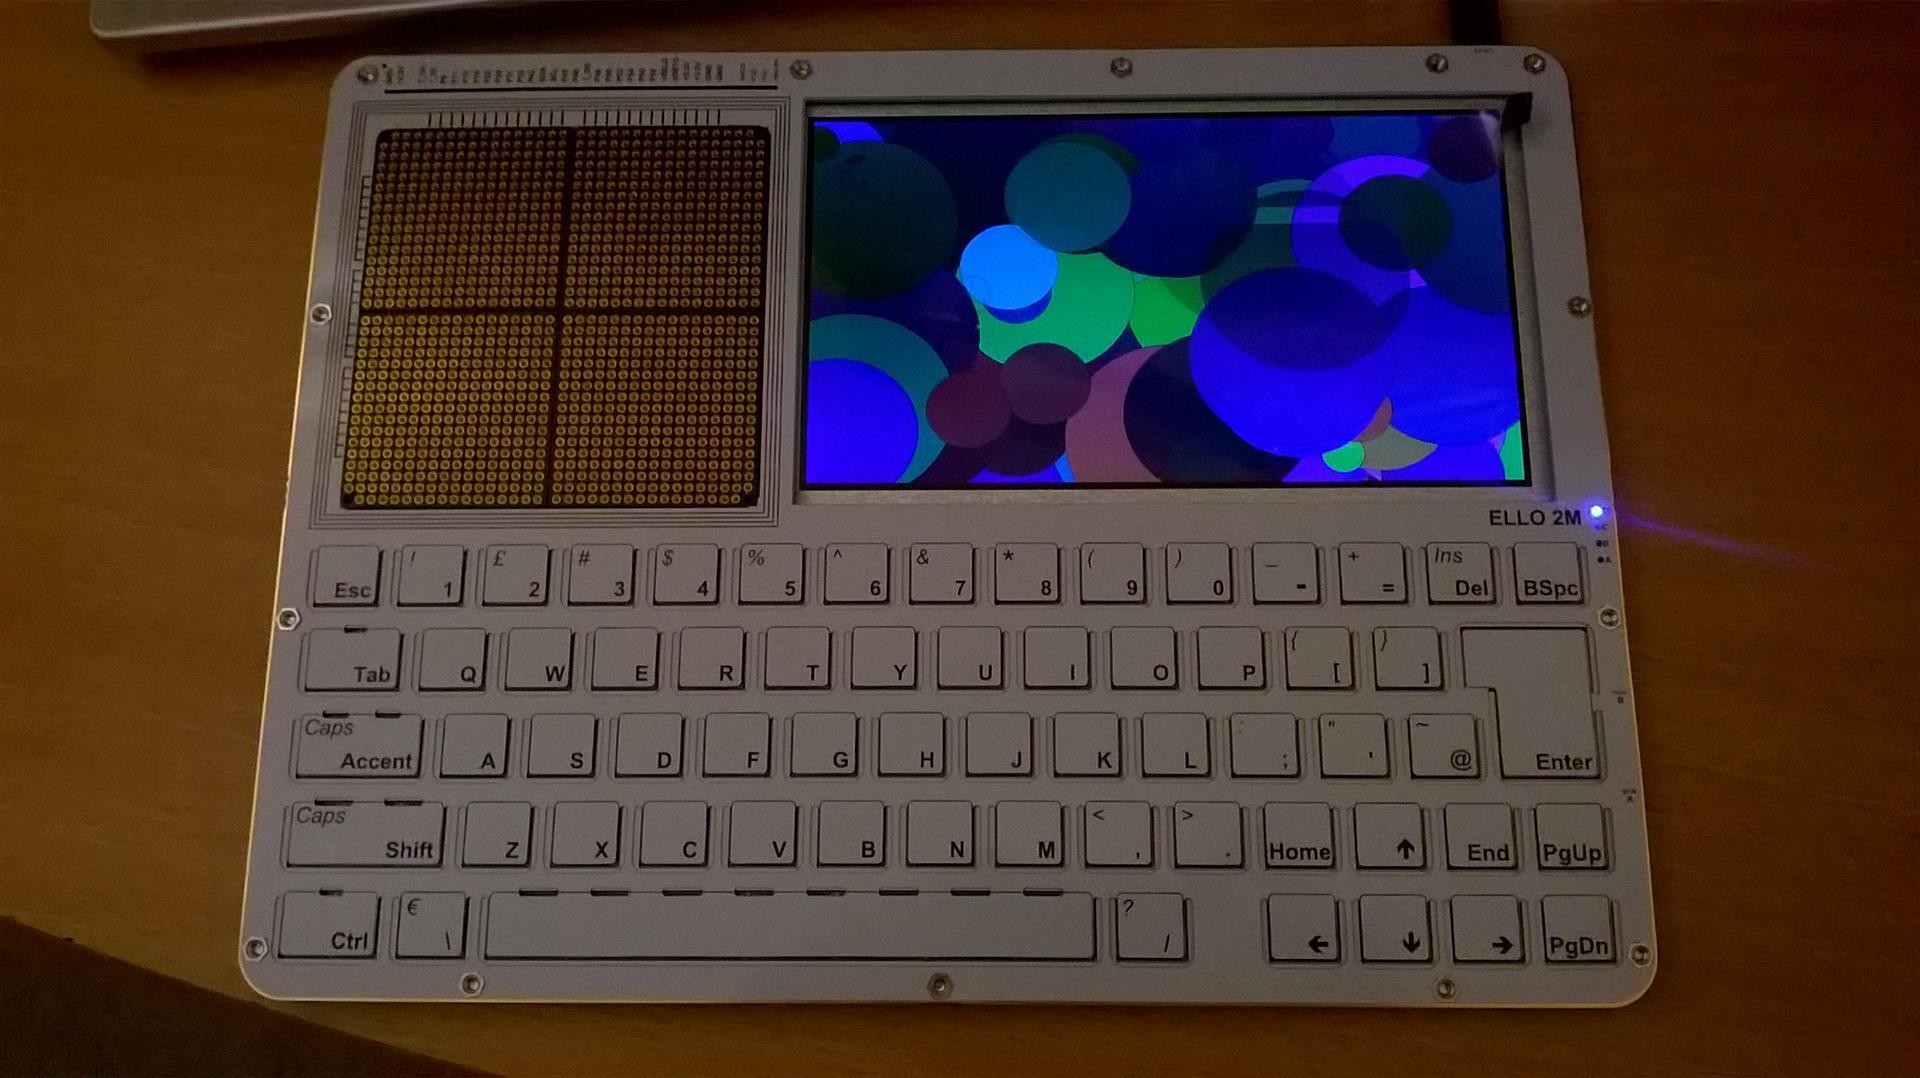 ELLO 2M
Esc ! 1 £ 2 # 3 $ 4 % 5 ^ 6 & 7 * 8 ( 9 ) 0 _ - + = Ins Del BSpc
Tab Q W E R T Y U I O P { [ } ]
Caps Accent A S D F G H J K L : ; " ' ~ @ Enter
Caps Shift Z X C V B N M < , > . Home ↑ End PgUp
Ctrl € \ ? / ← ↓ → PgDn